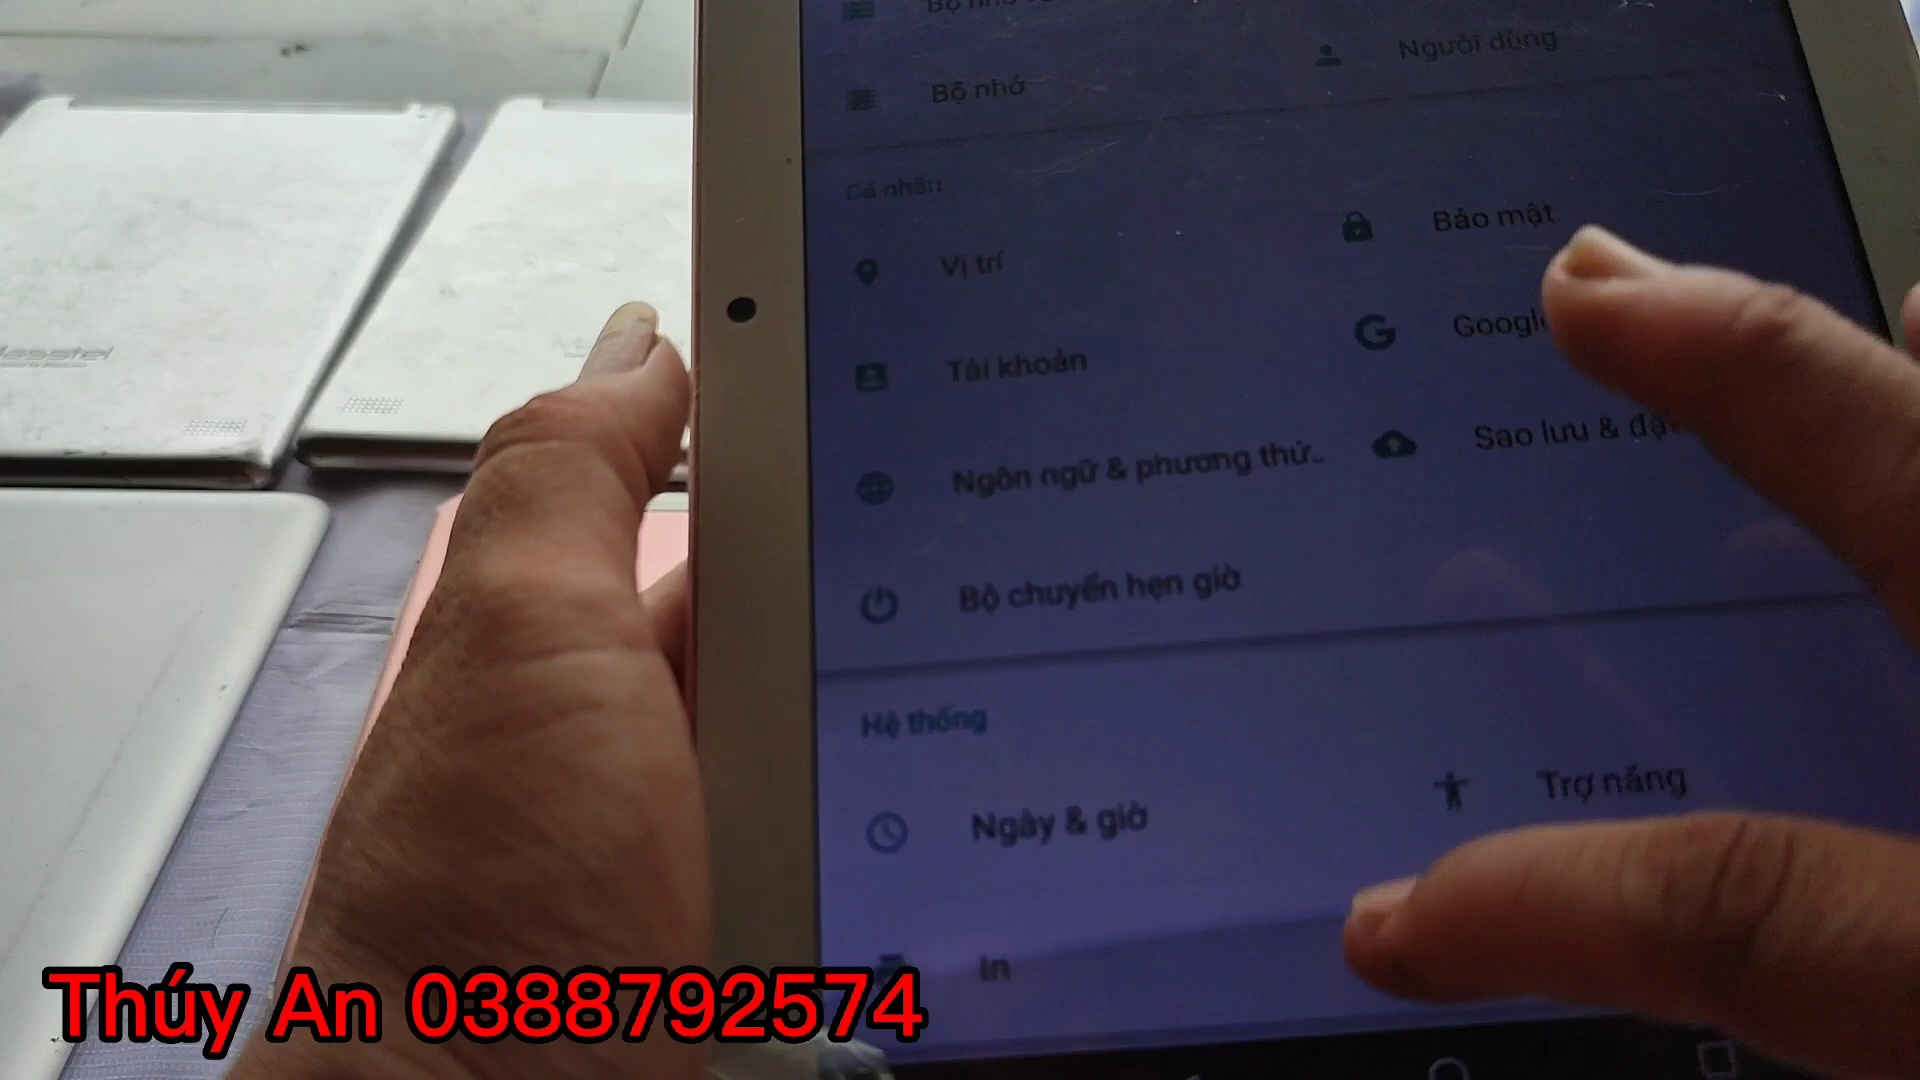 Bộ nhớ
Người dùng
Cá nhân
Vị trí
Bảo mật
Tài khoản
Google
Ngôn ngữ & phương thứ..
Sao lưu & đặt
Bộ chuyển hẹn giờ
Hệ thống
Ngày & giờ
Trợ năng
In
Thúy An 0388792574